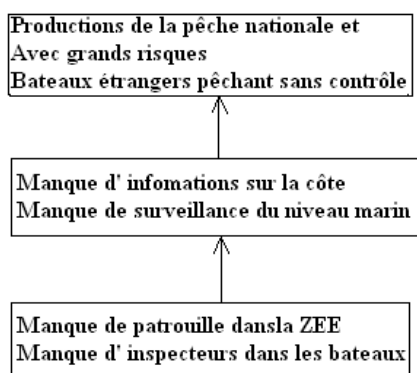 Productions de la pêche nationale et
Avec grands risques
Bateaux étrangers pêchant sans contrôle
Manque d' infomations sur la côte
Manque de surveillance du niveau marin
Manque de patrouille dansla ZEE
Manque d' inspecteurs dans les bateaux